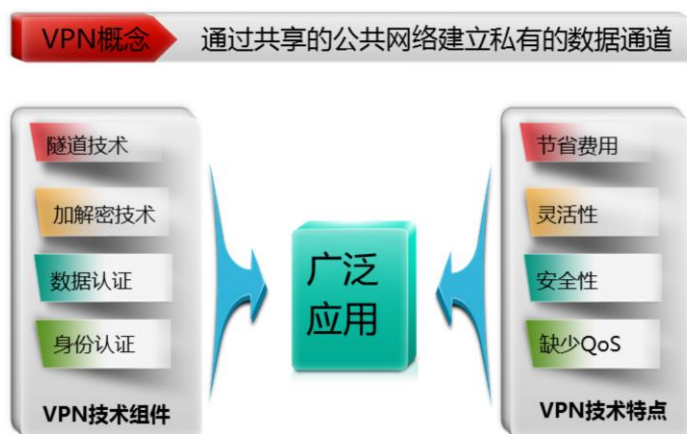 VPN概念
通过共享的公共网络建立私有的数据通道
隧道技术
加解密技术
数据认证
身份认证
VPN技术组件
广泛
应用
节省费用
灵活性
安全性
缺少QoS
VPN技术特点